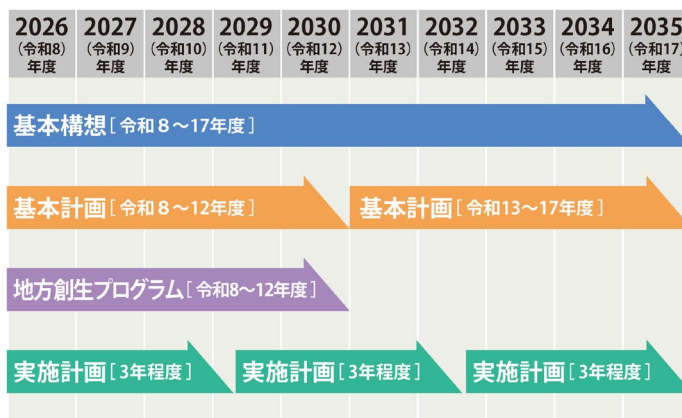 2026 2027 2028 2029 2030 2031 2032 2033 2034 2035
（令和8） （令和9） （令和10） （令和11） （令和12） （令和13） （令和14） （令和15） （令和16） （令和17）
年度 年度 年度 年度 年度 年度 年度 年度 年度 年度
基本構想［令和８～17年度］
基本計画［令和８～12年度］ 基本計画［令和13～17年度］
地方創生プログラム［令和8～12年度］
実施計画［3年程度］ 実施計画［3年程度］ 実施計画［3年程度］